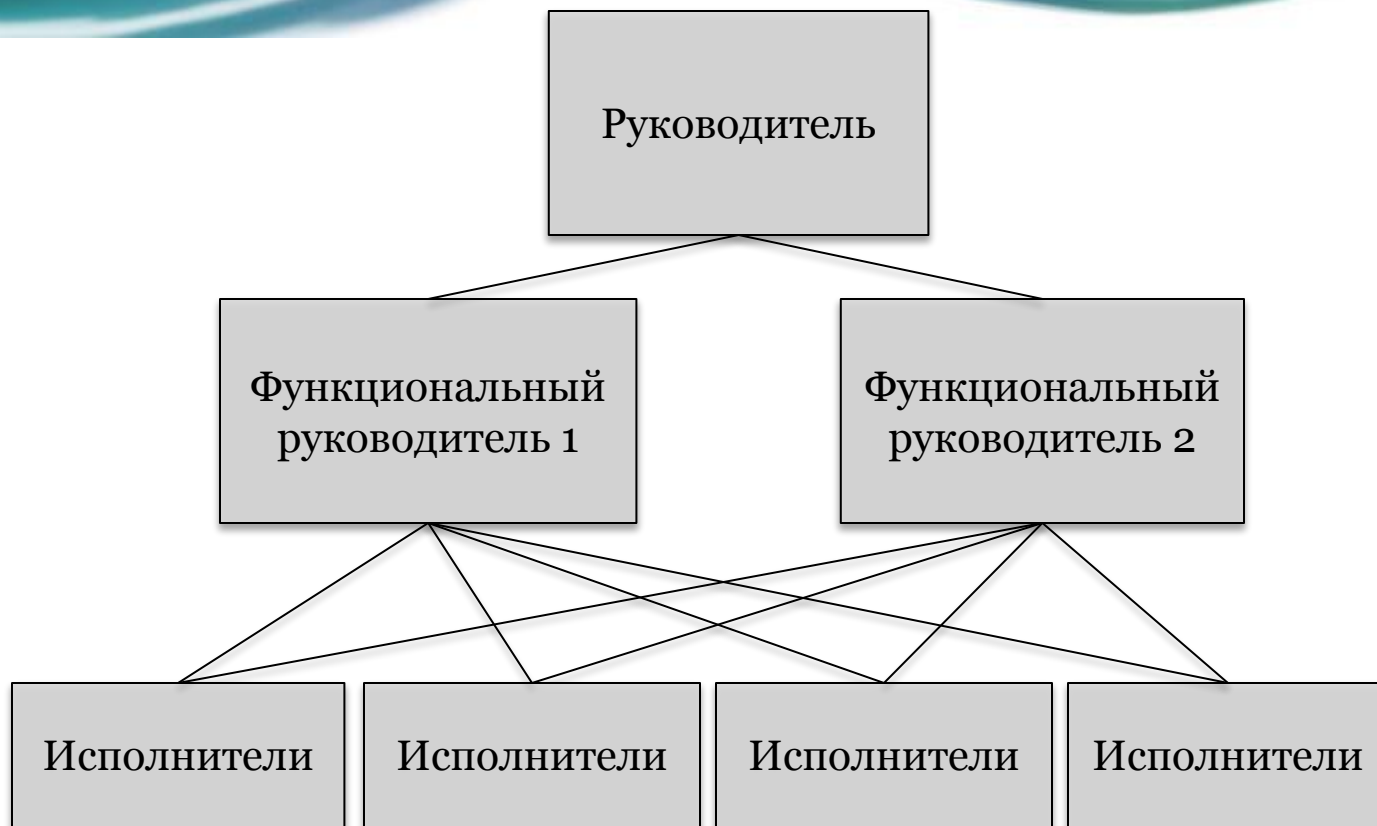 Руководитель
Функциональный
руководитель 1
Функциональный
руководитель 2
Исполнители
Исполнители
Исполнители
Исполнители